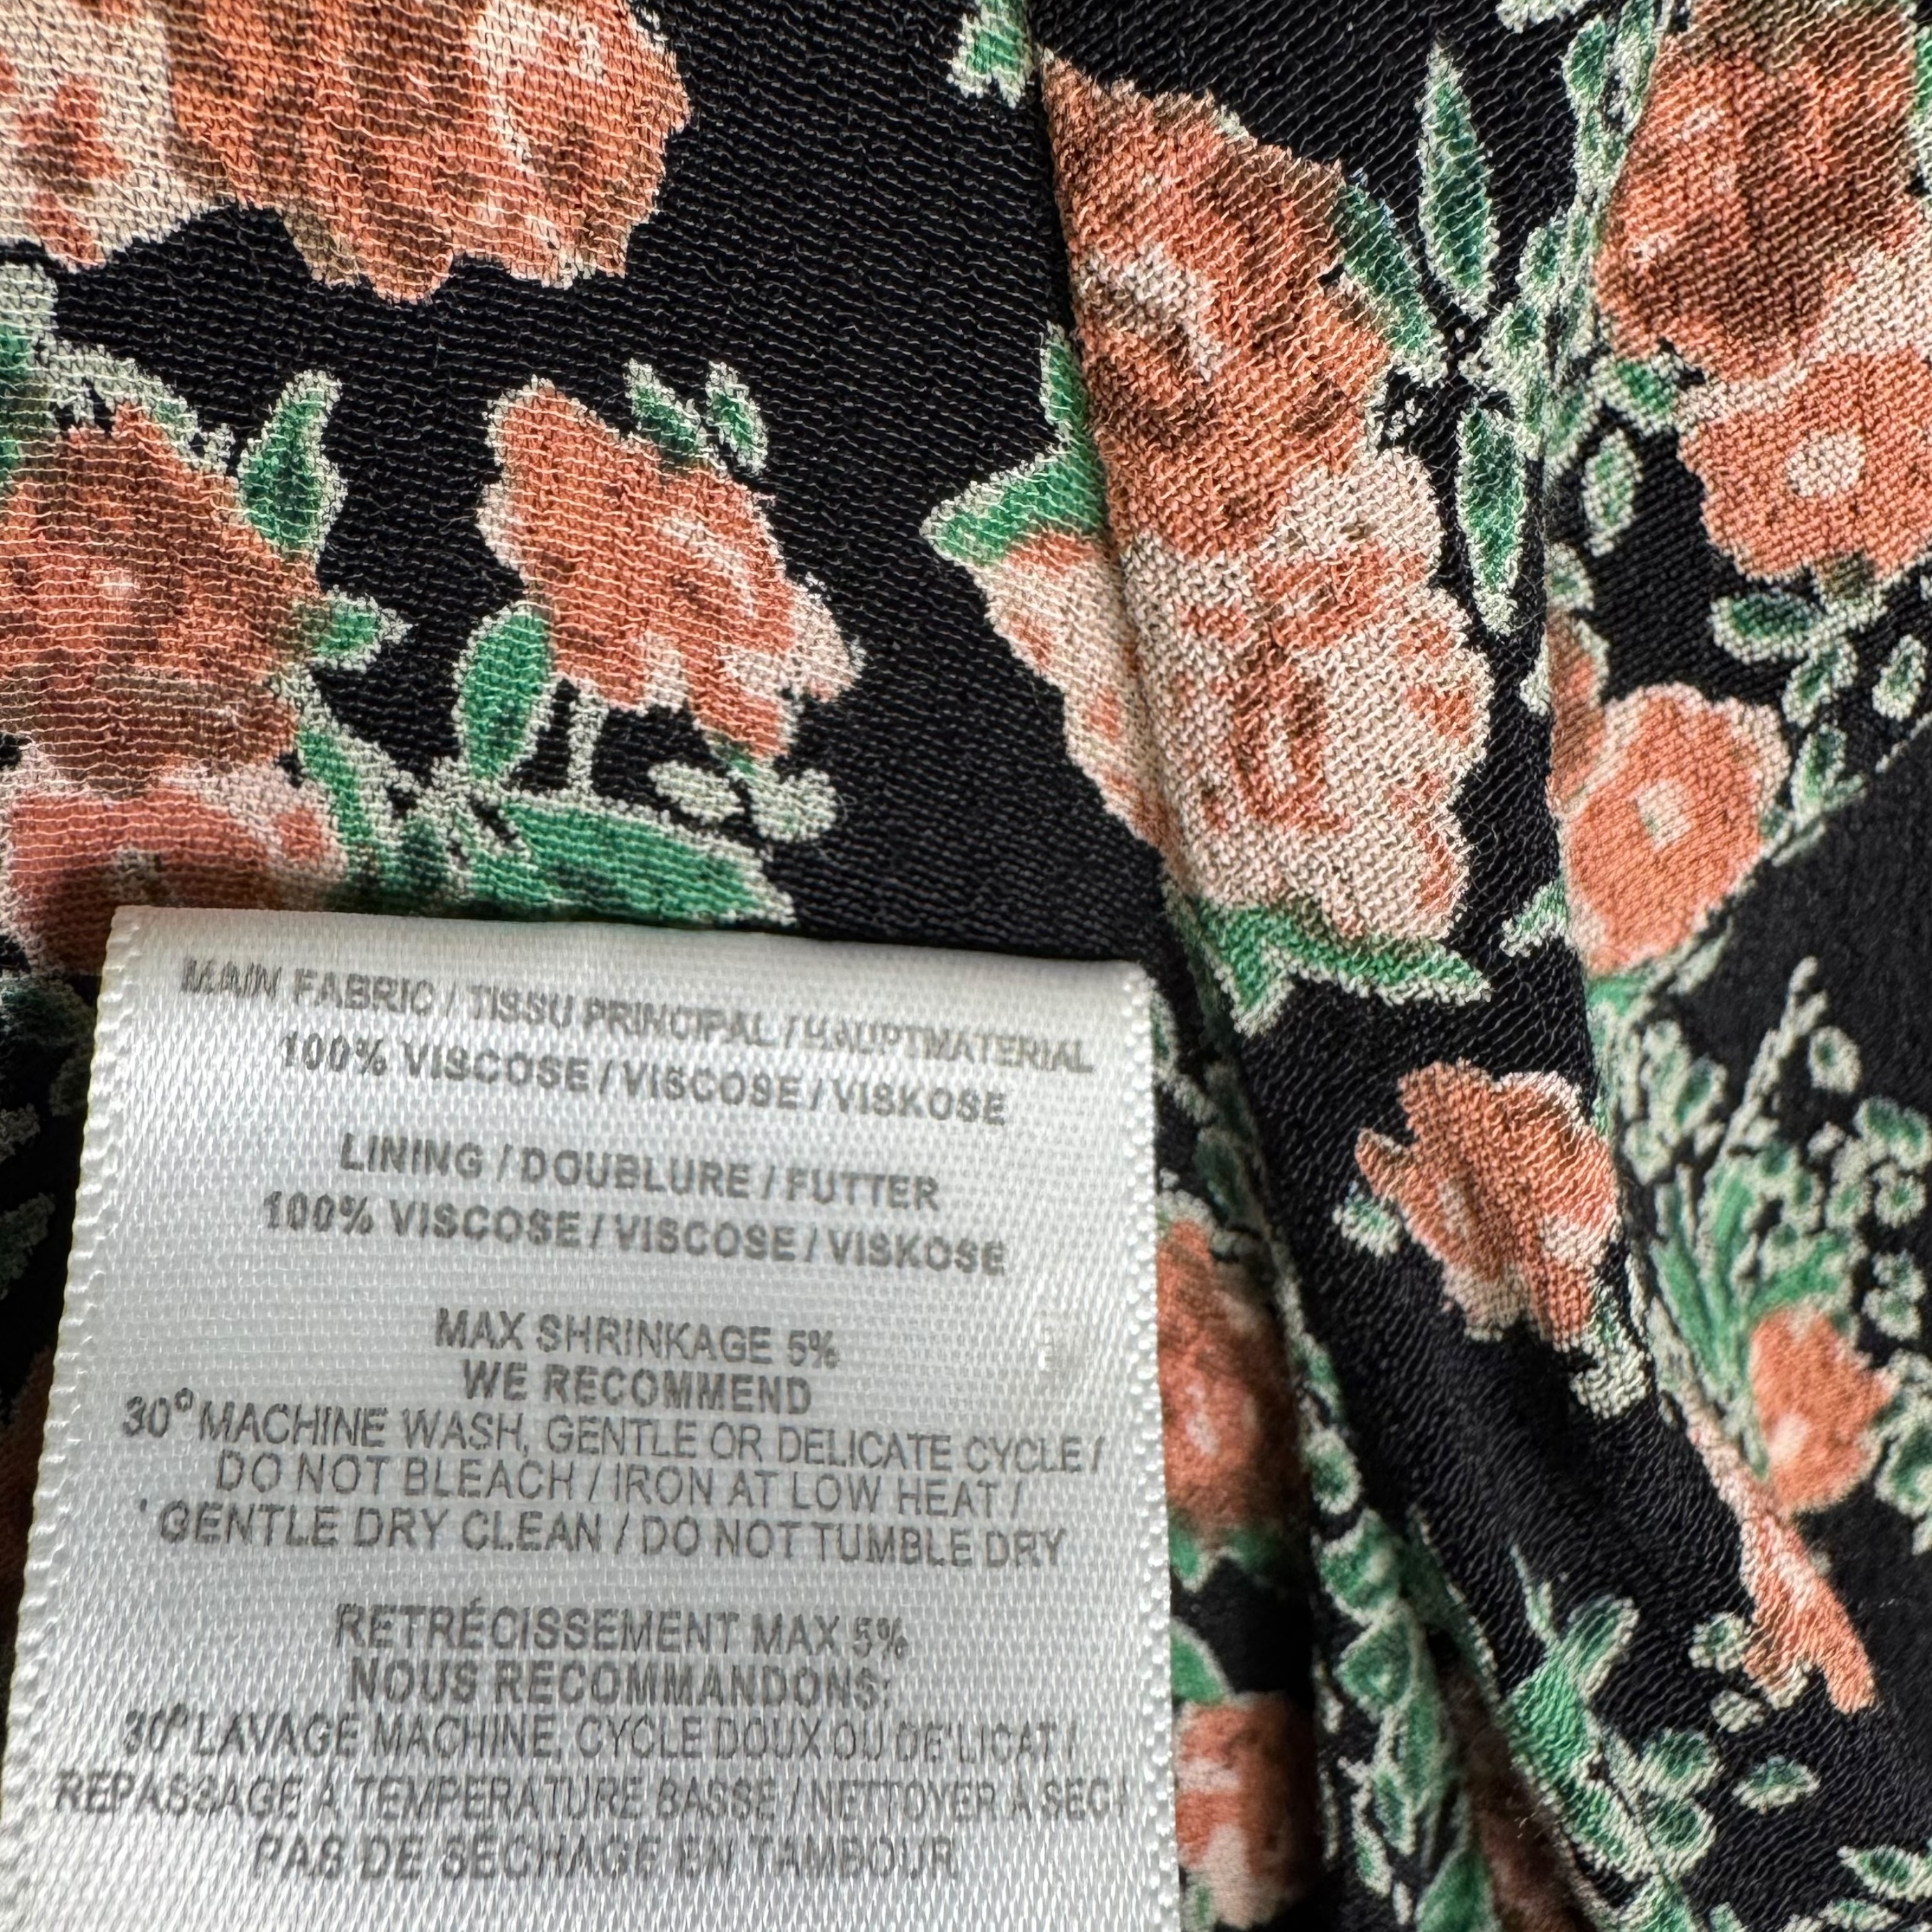 MAIN FABRIC / TISSU PRINCIPAL / HAUPTMATERIAL
100% VISCOSE / VISCOSE / VISKOSE
LINING / DOUBLURE / FUTTER
100% VISCOSE / VISCOSE / VISKOSE
MAX SHRINKAGE 5%
WE RECOMMEND
30° MACHINE WASH, GENTLE OR DELICATE CYCLE /
DO NOT BLEACH / IRON AT LOW HEAT /
GENTLE DRY CLEAN / DO NOT TUMBLE DRY
RETRÉCISSEMENT MAX 5%
NOUS RECOMMANDONS:
30° LAVAGE MACHINE, CYCLE DOUX OU DE'LICAT /
REPASSAGE A TEMPERATURE BASSE / NETTOYER À SEC /
PAS DE SÉCHAGE EN TAMBOUR